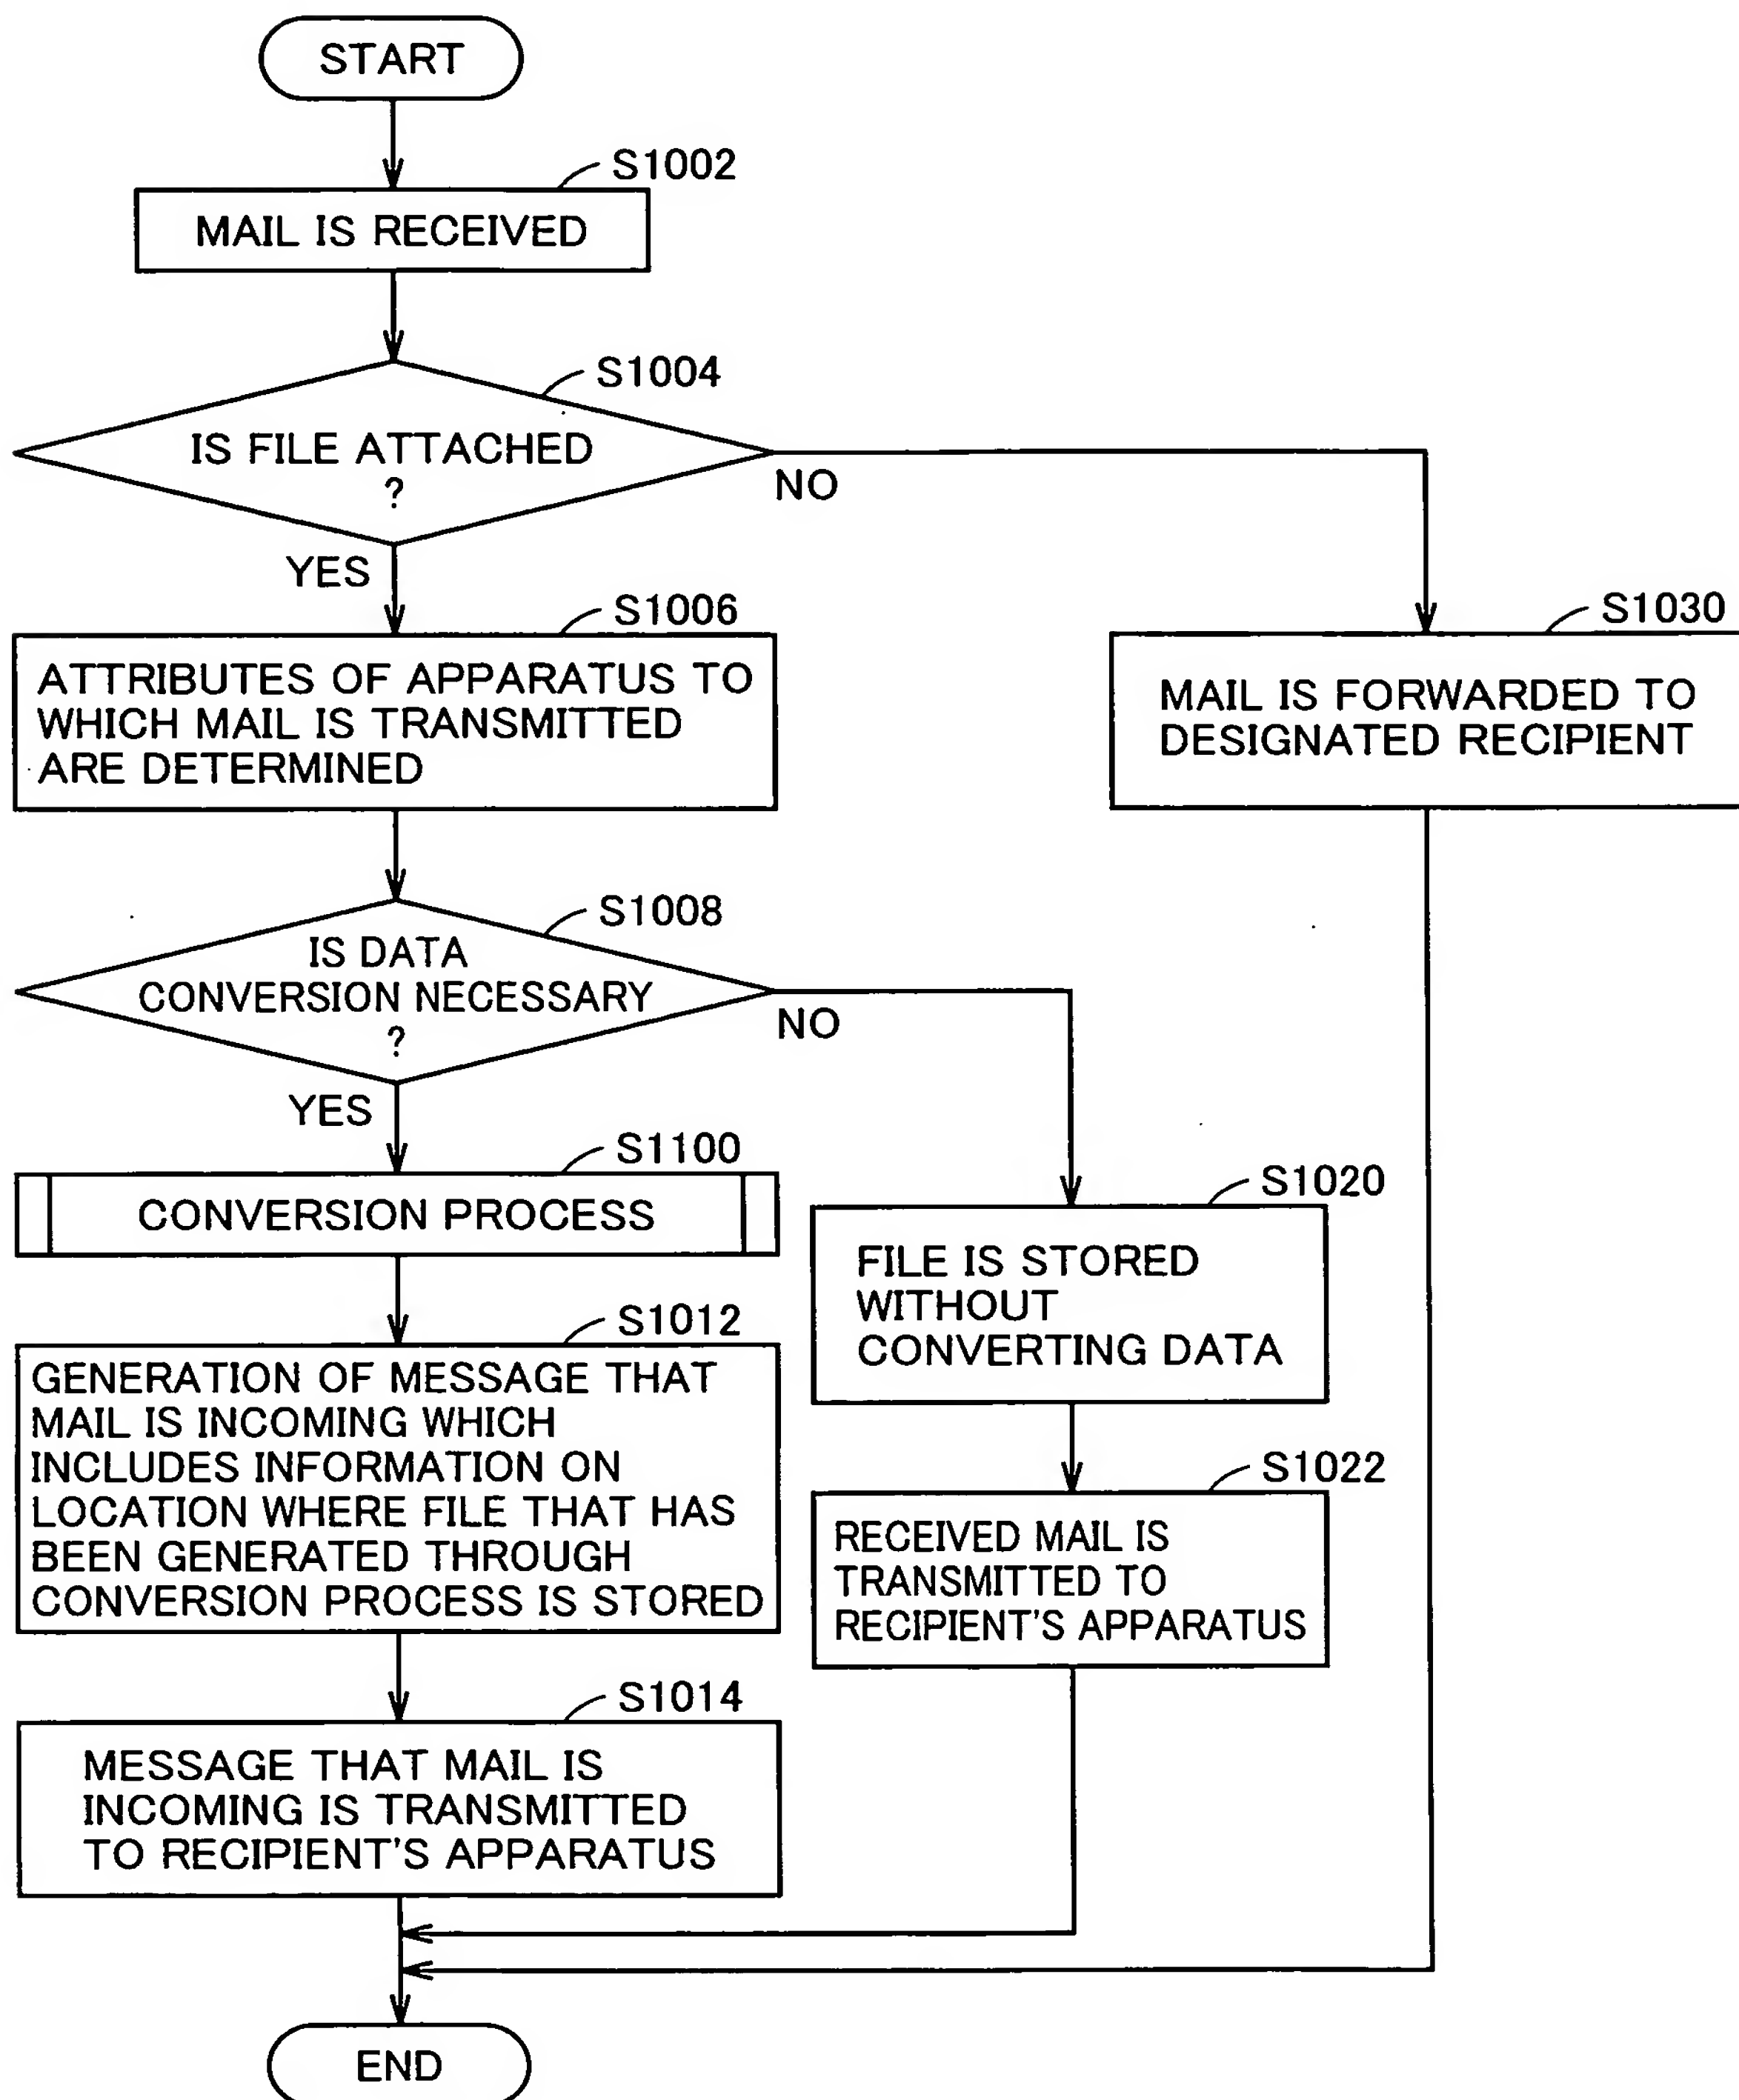 START
S1002
MAIL IS RECEIVED
S1004
IS FILE ATTACHED
?
NO
YES
S1006
ATTRIBUTES OF APPARATUS TO
WHICH MAIL IS TRANSMITTED
ARE DETERMINED
S1030
MAIL IS FORWARDED TO
DESIGNATED RECIPIENT
S1008
IS DATA
CONVERSION NECESSARY
?
NO
YES
S1100
CONVERSION PROCESS
S1020
FILE IS STORED
WITHOUT
CONVERTING DATA
S1012
GENERATION OF MESSAGE THAT
MAIL IS INCOMING WHICH
INCLUDES INFORMATION ON
LOCATION WHERE FILE THAT HAS
BEEN GENERATED THROUGH
CONVERSION PROCESS IS STORED
S1022
RECEIVED MAIL IS
TRANSMITTED TO
RECIPIENT'S APPARATUS
S1014
MESSAGE THAT MAIL IS
INCOMING IS TRANSMITTED
TO RECIPIENT'S APPARATUS
END